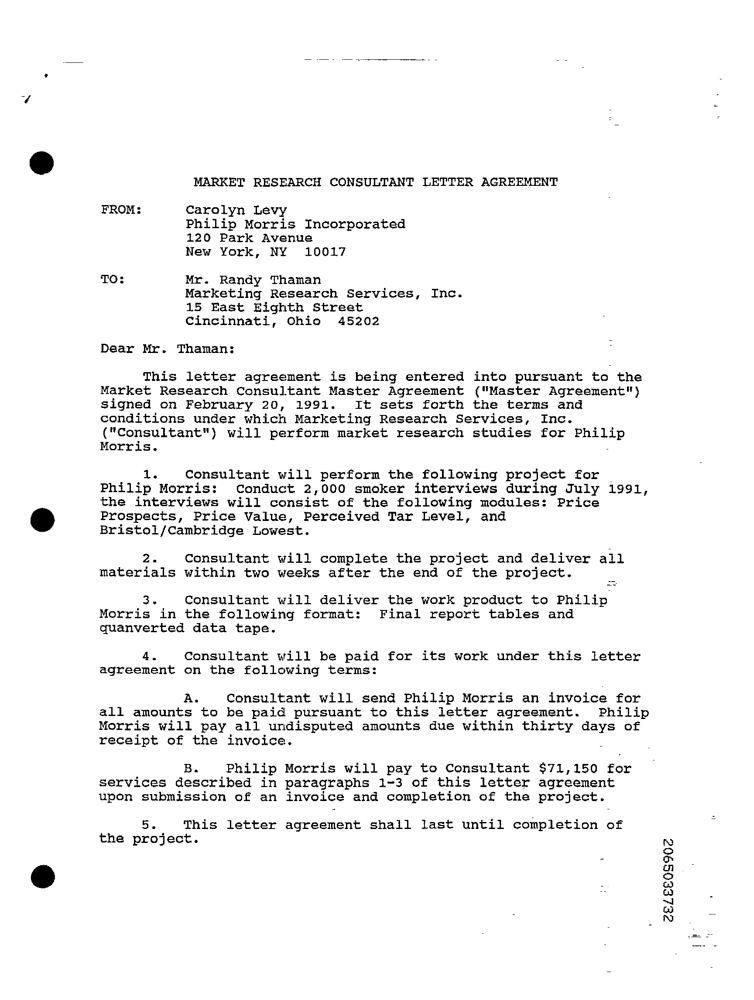 MARKET RESEARCH CONSULTANT LETTER AGREEMENT
FROM: Carolyn Levy
Philip Morris Incorporated
120 Park Avenue
New York, NY 10017
TO: Mr. Randy Thaman
Marketing Research Services, Inc.
15 East Eighth Street
Cincinnati, Ohio 45202
Dear Mr. Thaman:
This letter agreement is being entered into pursuant to the
Market Research Consultant Master Agreement ("Master Agreement")
signed on February 20, 1991. It sets forth the terms and
conditions under which Marketing Research Services, Inc.
("Consultant") will perform market research studies for Philip
Morris.
1. Consultant will perform the following project for
Philip Morris: Conduct 2,000 smoker interviews during July 1991,
the interviews will consist of the following modules: Price
Prospects, Price Value, Perceived Tar Level, and
Bristol/Cambridge Lowest.
2. Consultant will complete the project and deliver all
materials within two weeks after the end of the project.
3. Consultant will deliver the work product to Philip
Morris in the following format: Final report tables and
quanverted data tape.
4. Consultant will be paid for its work under this letter
agreement on the following terms:
A. Consultant will send Philip Morris an invoice for
all amounts to be paid pursuant to this letter agreement. Philip
Morris will pay all undisputed amounts due within thirty days of
receipt of the invoice.
B. Philip Morris will pay to Consultant $71,150 for
services described in paragraphs 1-3 of this letter agreement
upon submission of an invoice and completion of the project.
5. This letter agreement shall last until completion of
the project.
2065033732